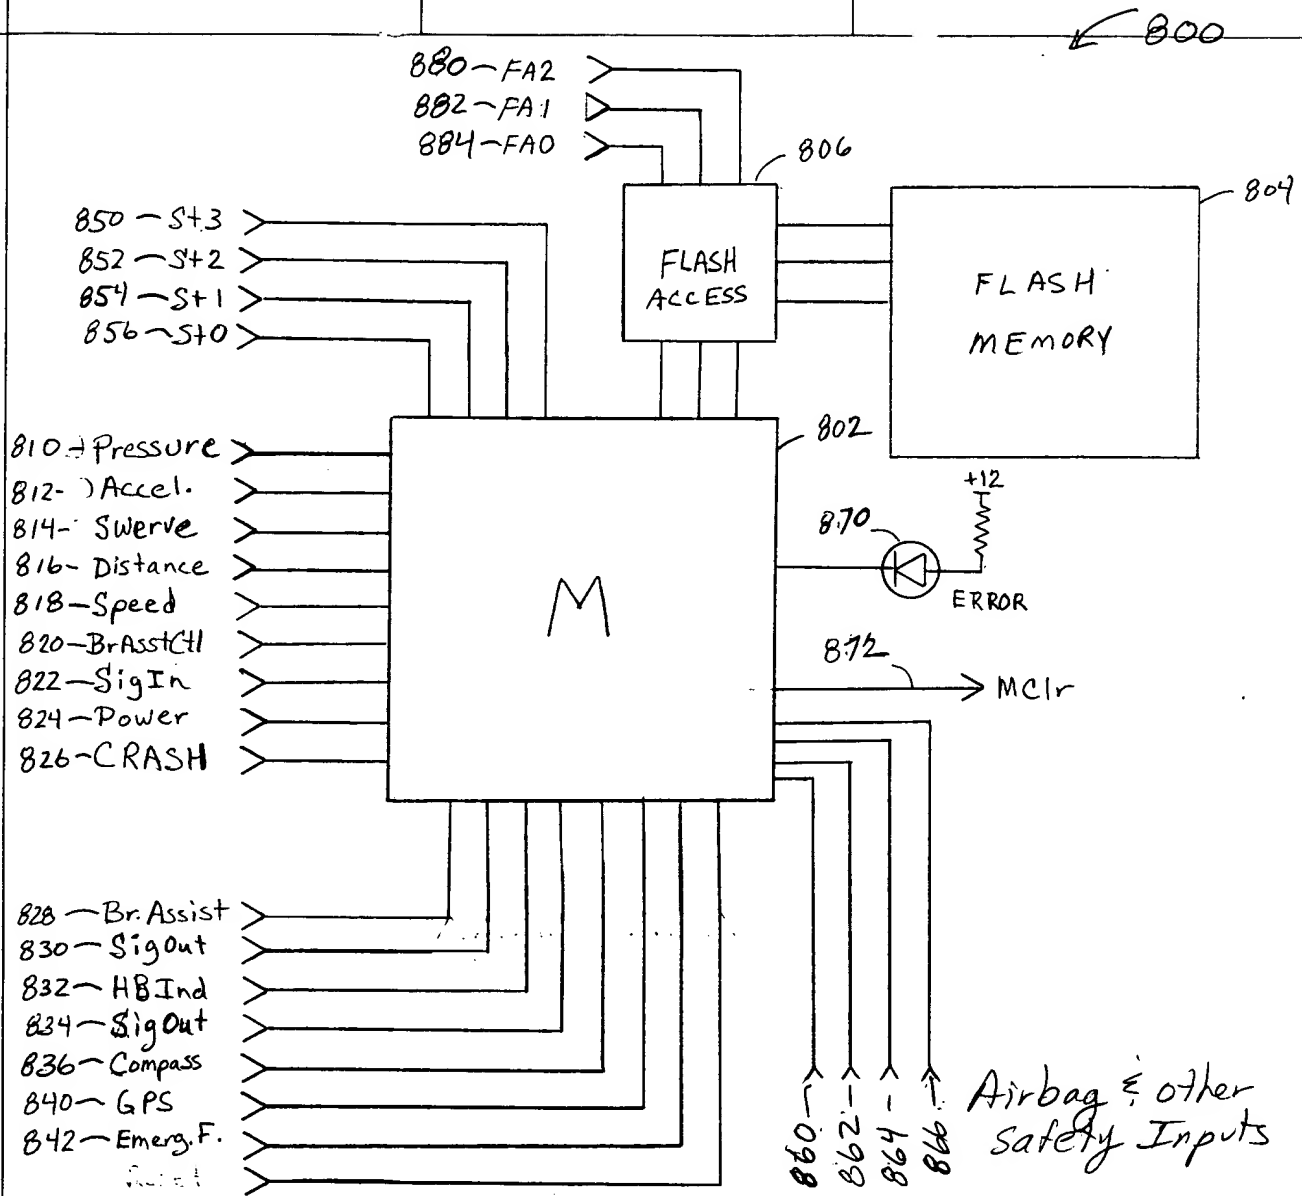 800
880-FA2
882-FA1
884-FA0
806
804
850-St3
852-St2
854-St1
856-St0
FLASH
ACCESS
FLASH
MEMORY
802
810-Pressure
812-Accel.
814-Swerve
816-Distance
818-Speed
820-BrAsstCtl
822-SigIn
824-Power
826-CRASH
M
+12
870
ERROR
872
MClr
828-Br.Assist
830-SigOut
832-HBInd
834-SigOut
836-Compass
840-GPS
842-Emerg.F.
860
862
864
866
Airbag & other
Safety Inputs